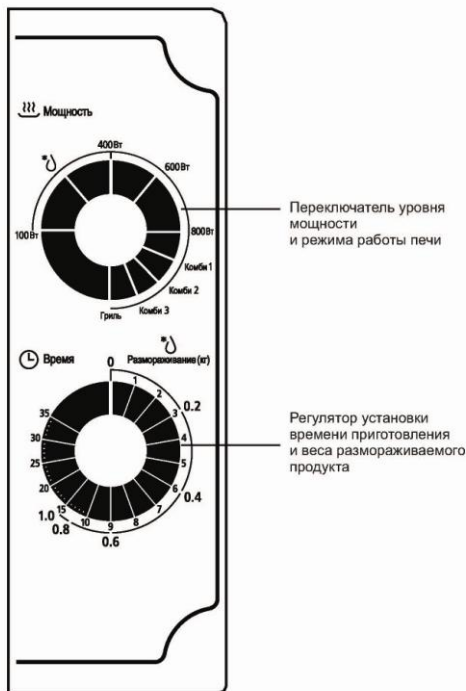 Мощность
400Вт
600Вт
100Вт
800Вт
Комби 1
Комби 2
Комби 3
Гриль
Переключатель уровня
мощности
и режима работы печи
Время
0
Размораживание (кг)
1
2
0.2
3
35
4
30
5
25
6
0.4
20
7
15
10
9
8
1.0
0.8
0.6
Регулятор установки
времени приготовления
и веса размораживаемого
продукта